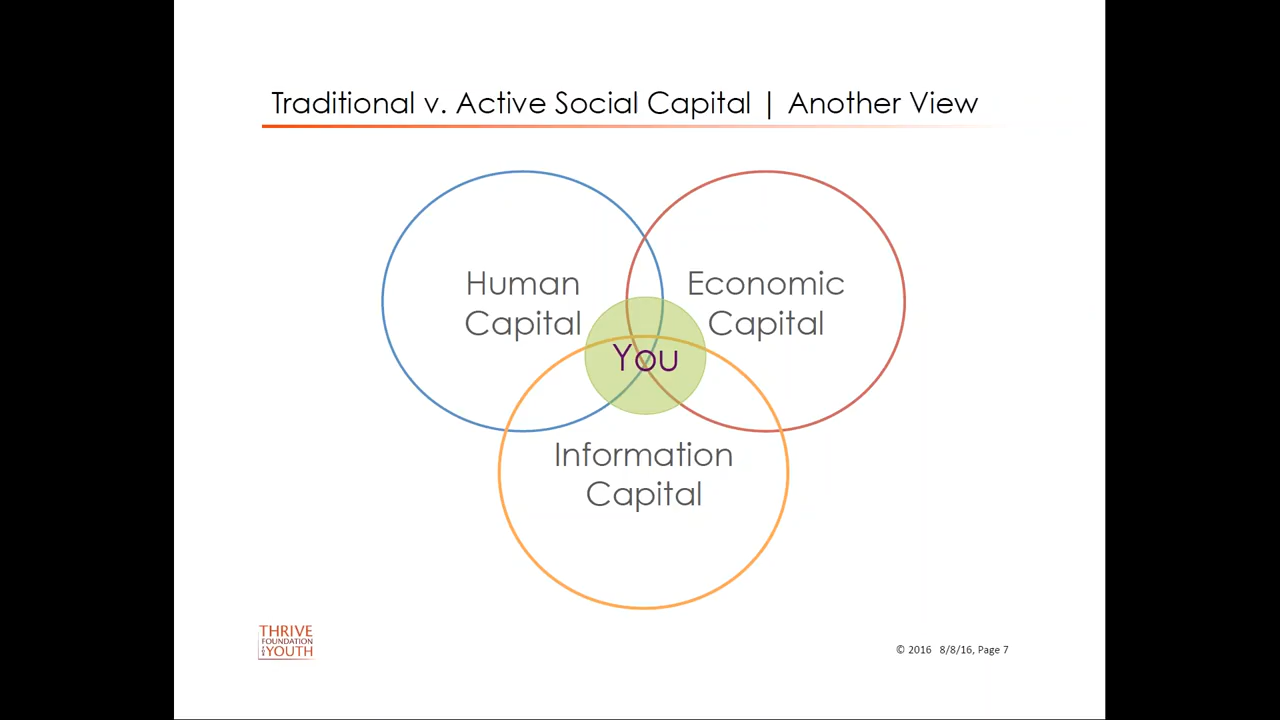 Traditional v. Active Social Capital | Another View
Human
Capital
Economic
Capital
You
Information
Capital
THRIVE
FOUNDATION
FOR YOUTH
© 2016 8/8/16, Page 7